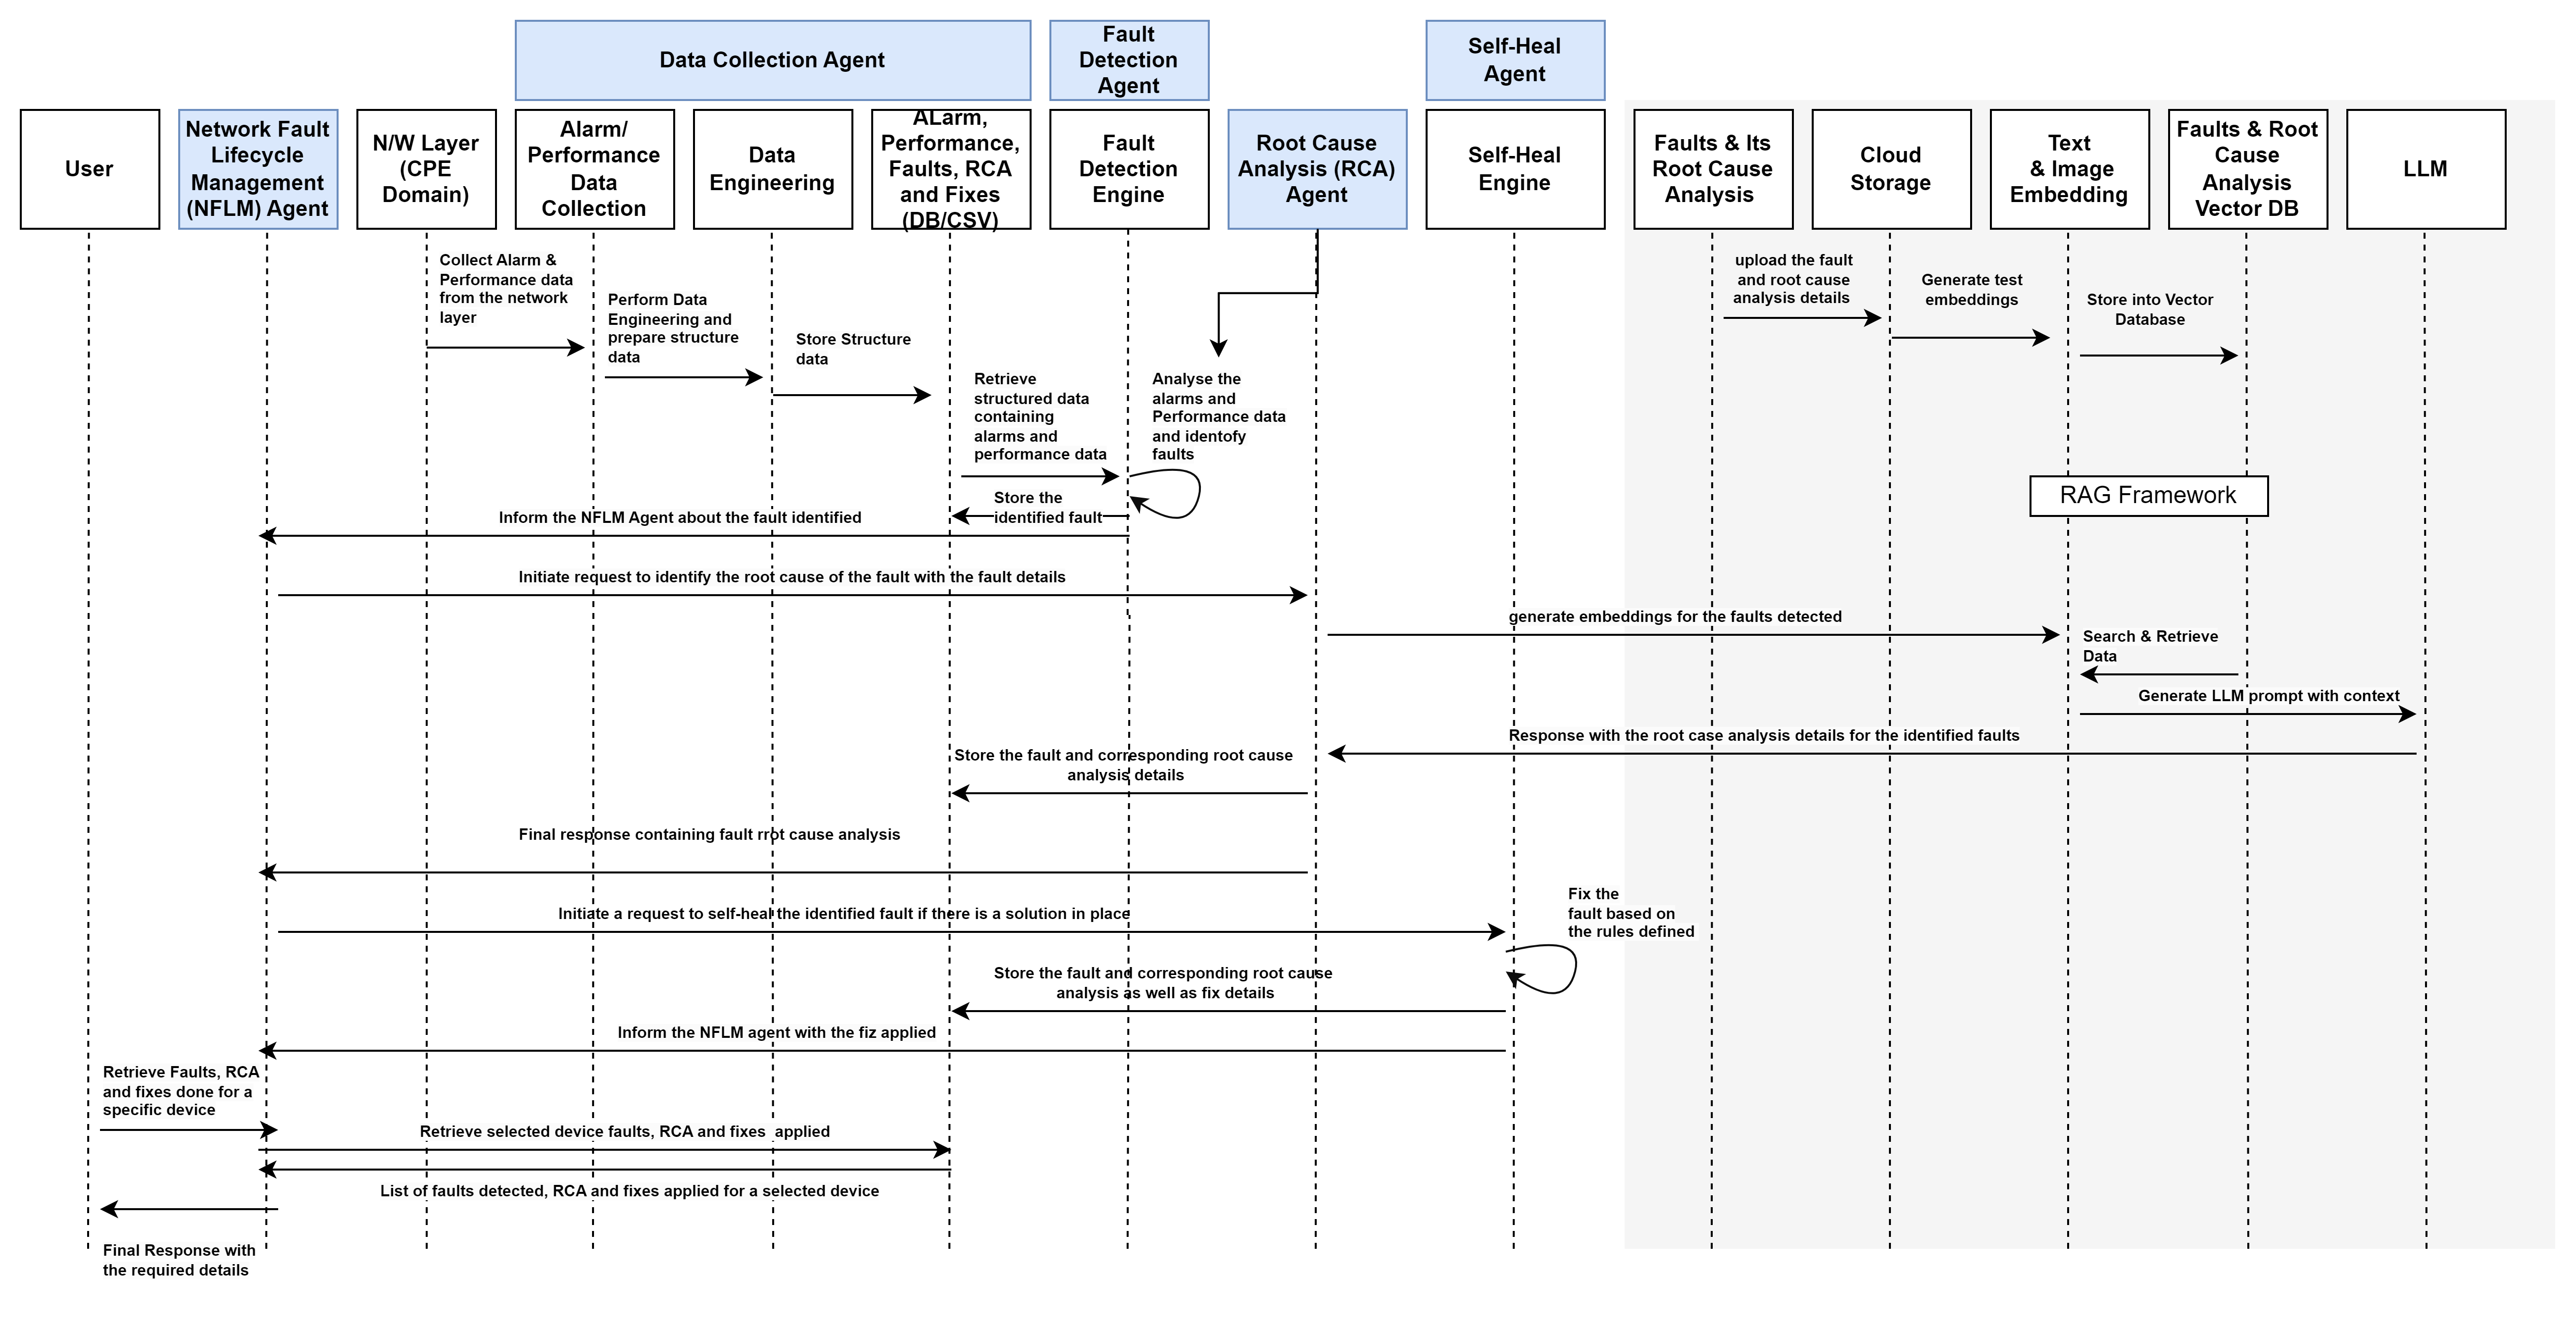 Data Collection Agent
Fault
Detection
Agent
Self-Heal
Agent
User
Network Fault
Lifecycle
Management
(NFLM) Agent
N/W Layer
(CPE
Domain)
Alarm/
Performance
Data
Collection
Data
Engineering
ALarm,
Performance,
Faults, RCA
and Fixes
(DB/CSV)
Fault
Detection
Engine
Root Cause
Analysis (RCA)
Agent
Self-Heal
Engine
Faults & Its
Root Cause
Analysis
Cloud
Storage
Text
& Image
Embedding
Faults & Root
Cause
Analysis
Vector DB
LLM
Collect Alarm &
Performance data
from the network
layer
Perform Data
Engineering and
prepare structure
data
Store Structure
data
Retrieve
structured data
containing
alarms and
performance data
Analyse the
alarms and
Performance data
and identofy
faults
upload the fault
and root cause
analysis details
Generate test
embeddings
Store into Vector
Database
RAG Framework
Store the
identified fault
Inform the NFLM Agent about the fault identified
Initiate request to identify the root cause of the fault with the fault details
generate embeddings for the faults detected
Search & Retrieve
Data
Generate LLM prompt with context
Response with the root case analysis details for the identified faults
Store the fault and corresponding root cause
analysis details
Final response containing fault rrot cause analysis
Initiate a request to self-heal the identified fault if there is a solution in place
Fix the
fault based on
the rules defined
Store the fault and corresponding root cause
analysis as well as fix details
Inform the NFLM agent with the fiz applied
Retrieve Faults, RCA
and fixes done for a
specific device
Retrieve selected device faults, RCA and fixes  applied
List of faults detected, RCA and fixes applied for a selected device
Final Response with
the required details